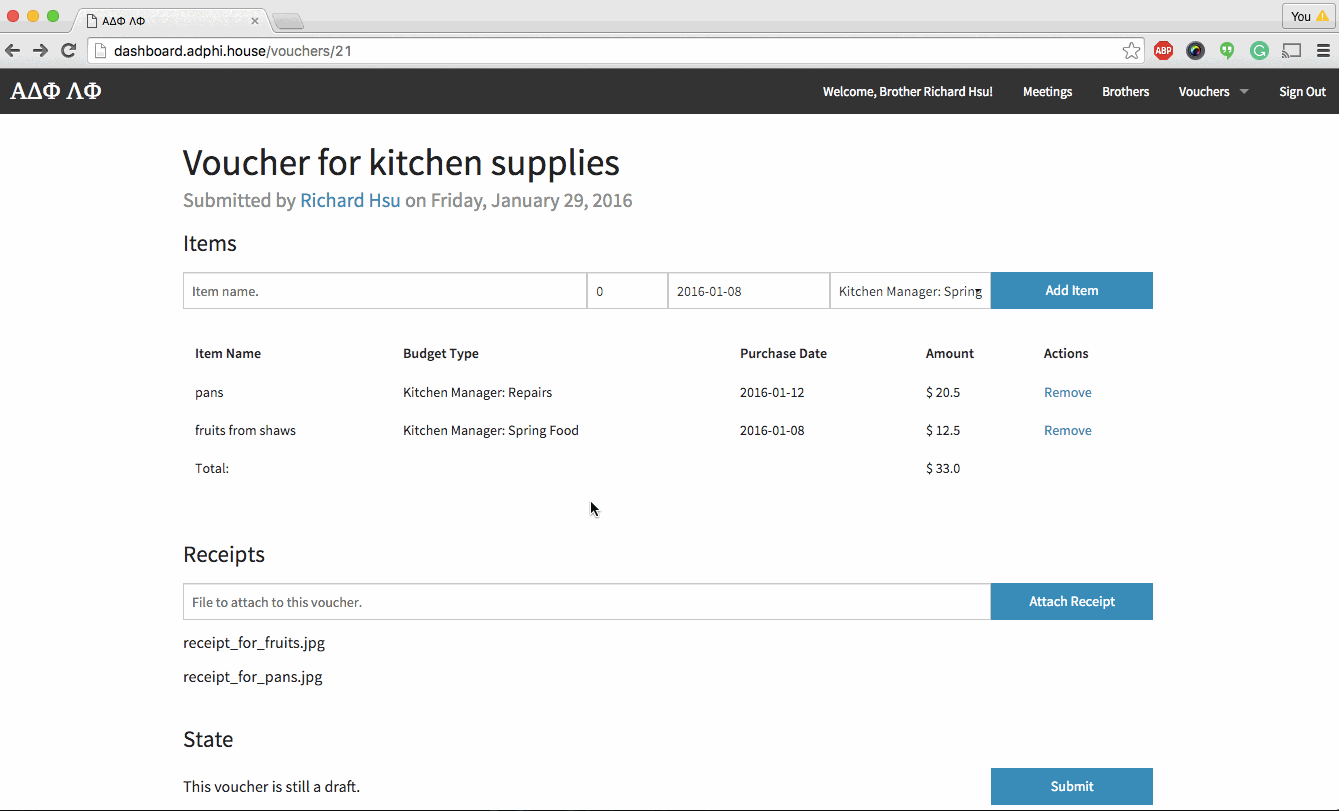 ΑΔΦ ΛΦ
You
dashboard.adphi.house/vouchers/21
ABP
ΑΔΦ ΛΦ Welcome, Brother Richard Hsu! Meetings Brothers Vouchers Sign Out
Voucher for kitchen supplies
Submitted by Richard Hsu on Friday, January 29, 2016
Items
Item name. 0 2016-01-08 Kitchen Manager: Spring Add Item
Item Name Budget Type Purchase Date Amount Actions
pans Kitchen Manager: Repairs 2016-01-12 $ 20.5 Remove
fruits from shaws Kitchen Manager: Spring Food 2016-01-08 $ 12.5 Remove
Total: $ 33.0
Receipts
File to attach to this voucher. Attach Receipt
receipt_for_fruits.jpg
receipt_for_pans.jpg
State
This voucher is still a draft. Submit